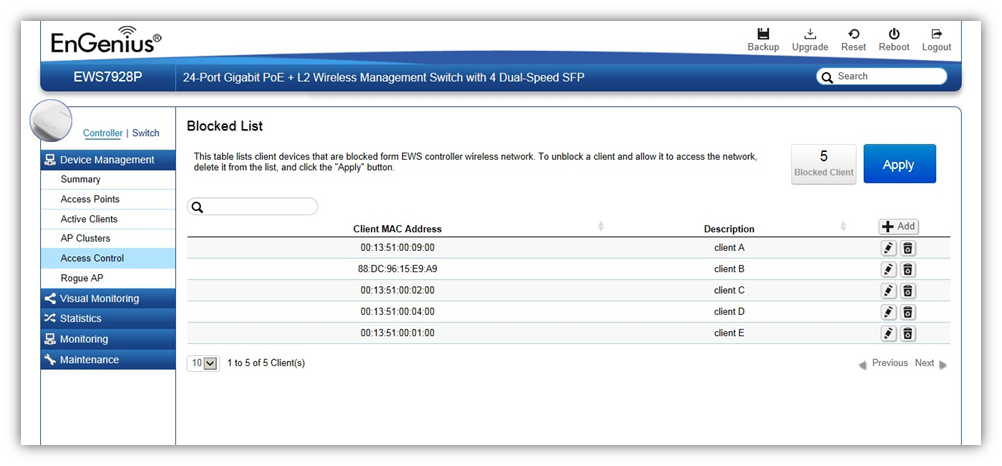 EnGenius®
Backup Upgrade Reset Reboot Logout
EWS7928P
24-Port Gigabit PoE + L2 Wireless Management Switch with 4 Dual-Speed SFP
Search
Controller | Switch
Device Management
Summary
Access Points
Active Clients
AP Clusters
Access Control
Rogue AP
Visual Monitoring
Statistics
Monitoring
Maintenance
Blocked List
This table lists client devices that are blocked form EWS controller wireless network. To unblock a client and allow it to access the network,
delete it from the list, and click the "Apply" button.
5
Blocked Client
Apply
Client MAC Address Description Add
00:13:51:00:09:00 client A
88:DC:96:15:E9:A9 client B
00:13:51:00:02:00 client C
00:13:51:00:04:00 client D
00:13:51:00:01:00 client E
10 1 to 5 of 5 Client(s)
Previous Next